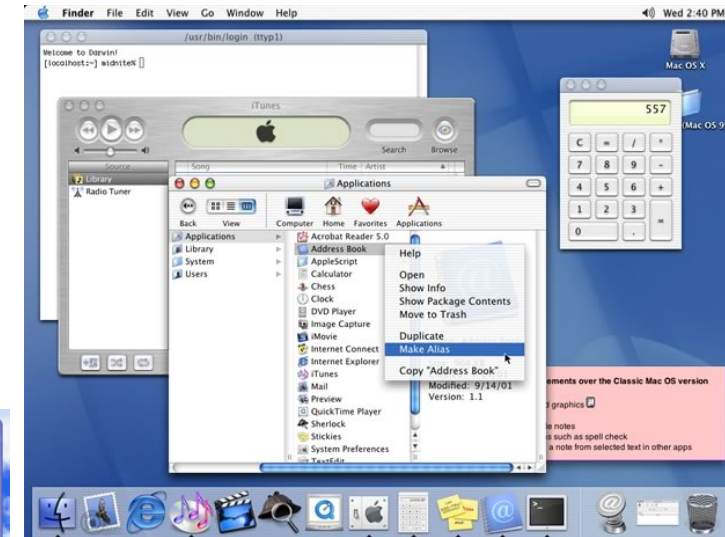 Finder File Edit View Go Window Help
Wed 2:40 PM
/usr/bin/login (ttyp1)
Welcome to Darwin!
[localhost:~] midnite%
Mac OS X
(Mac OS 9)
iTunes
Search
Browse
Source
Song
Time
Artist
Library
Radio Tuner
557
C = / *
7 8 9 -
4 5 6 +
1 2 3 =
0 .
Applications
Back
View
Computer
Home
Favorites
Applications
Applications
Library
System
Users
Acrobat Reader 5.0
Address Book
AppleScript
Calculator
Chess
Clock
DVD Player
Image Capture
iMovie
Internet Connect
Internet Explorer
iTunes
Mail
Preview
QuickTime Player
Sherlock
Stickies
System Preferences
TextEdit
Help
Open
Show Info
Show Package Contents
Move to Trash
Duplicate
Make Alias
Copy "Address Book"
Modified: 9/14/01
Version: 1.1
ements over the Classic Mac OS version
d graphics
le notes
s such as spell check
a note from selected text in other apps